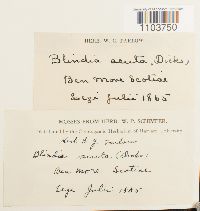 1103750
HERB. W. G. FARLOW.
Blindia acuta, Dicks,
Ben more Scotiae
Legi Julii 1865
MOSSES FROM HERB. W. P. SCHIMPER.
Blindia acuta (Dicks)
Ben more Scotiae
Legi Julii 1865